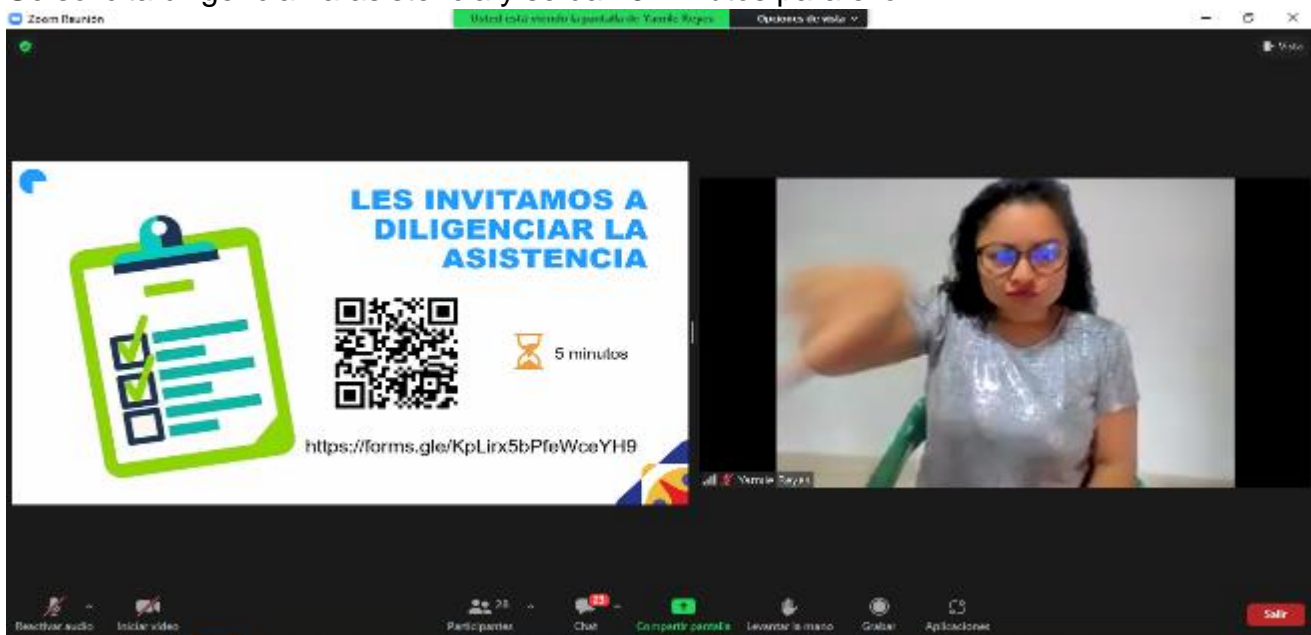 Zoom Reunión
Usted está viendo la pantalla de Yamile Reyes
Opciones de vista
Vista
LES INVITAMOS A
DILIGENCIAR LA
ASISTENCIA
5 minutos
https://forms.gle/KpLirx5bPfeWceYH9
Yamile Reyes
Reactivar audio
Iniciar video
Participantes
Chat
Compartir pantalla
Levantar la mano
Grabar
Aplicaciones
Salir